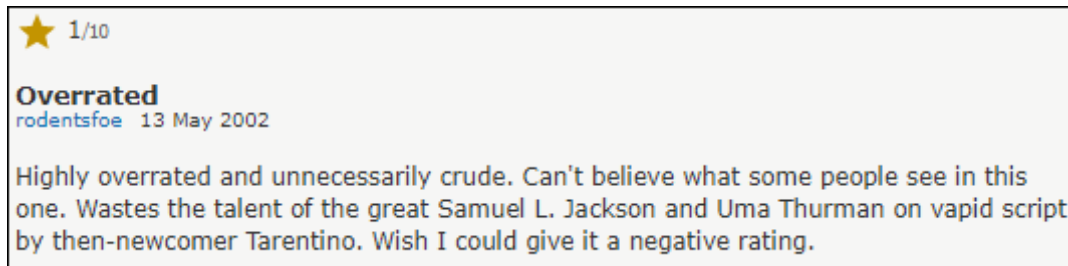 1/10
Overrated
rodentsfoe 13 May 2002
Highly overrated and unnecessarily crude. Can't believe what some people see in this
one. Wastes the talent of the great Samuel L. Jackson and Uma Thurman on vapid script
by then-newcomer Tarentino. Wish I could give it a negative rating.